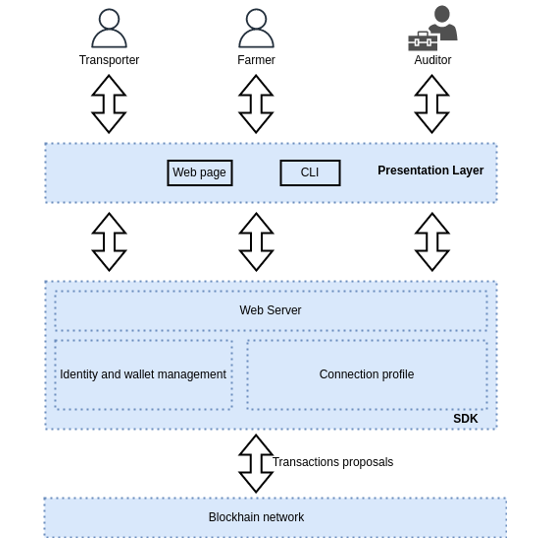 Transporter
Farmer
Auditor
Web page
CLI
Presentation Layer
Web Server
Identity and wallet management
Connection profile
SDK
Transactions proposals
Blockhain network